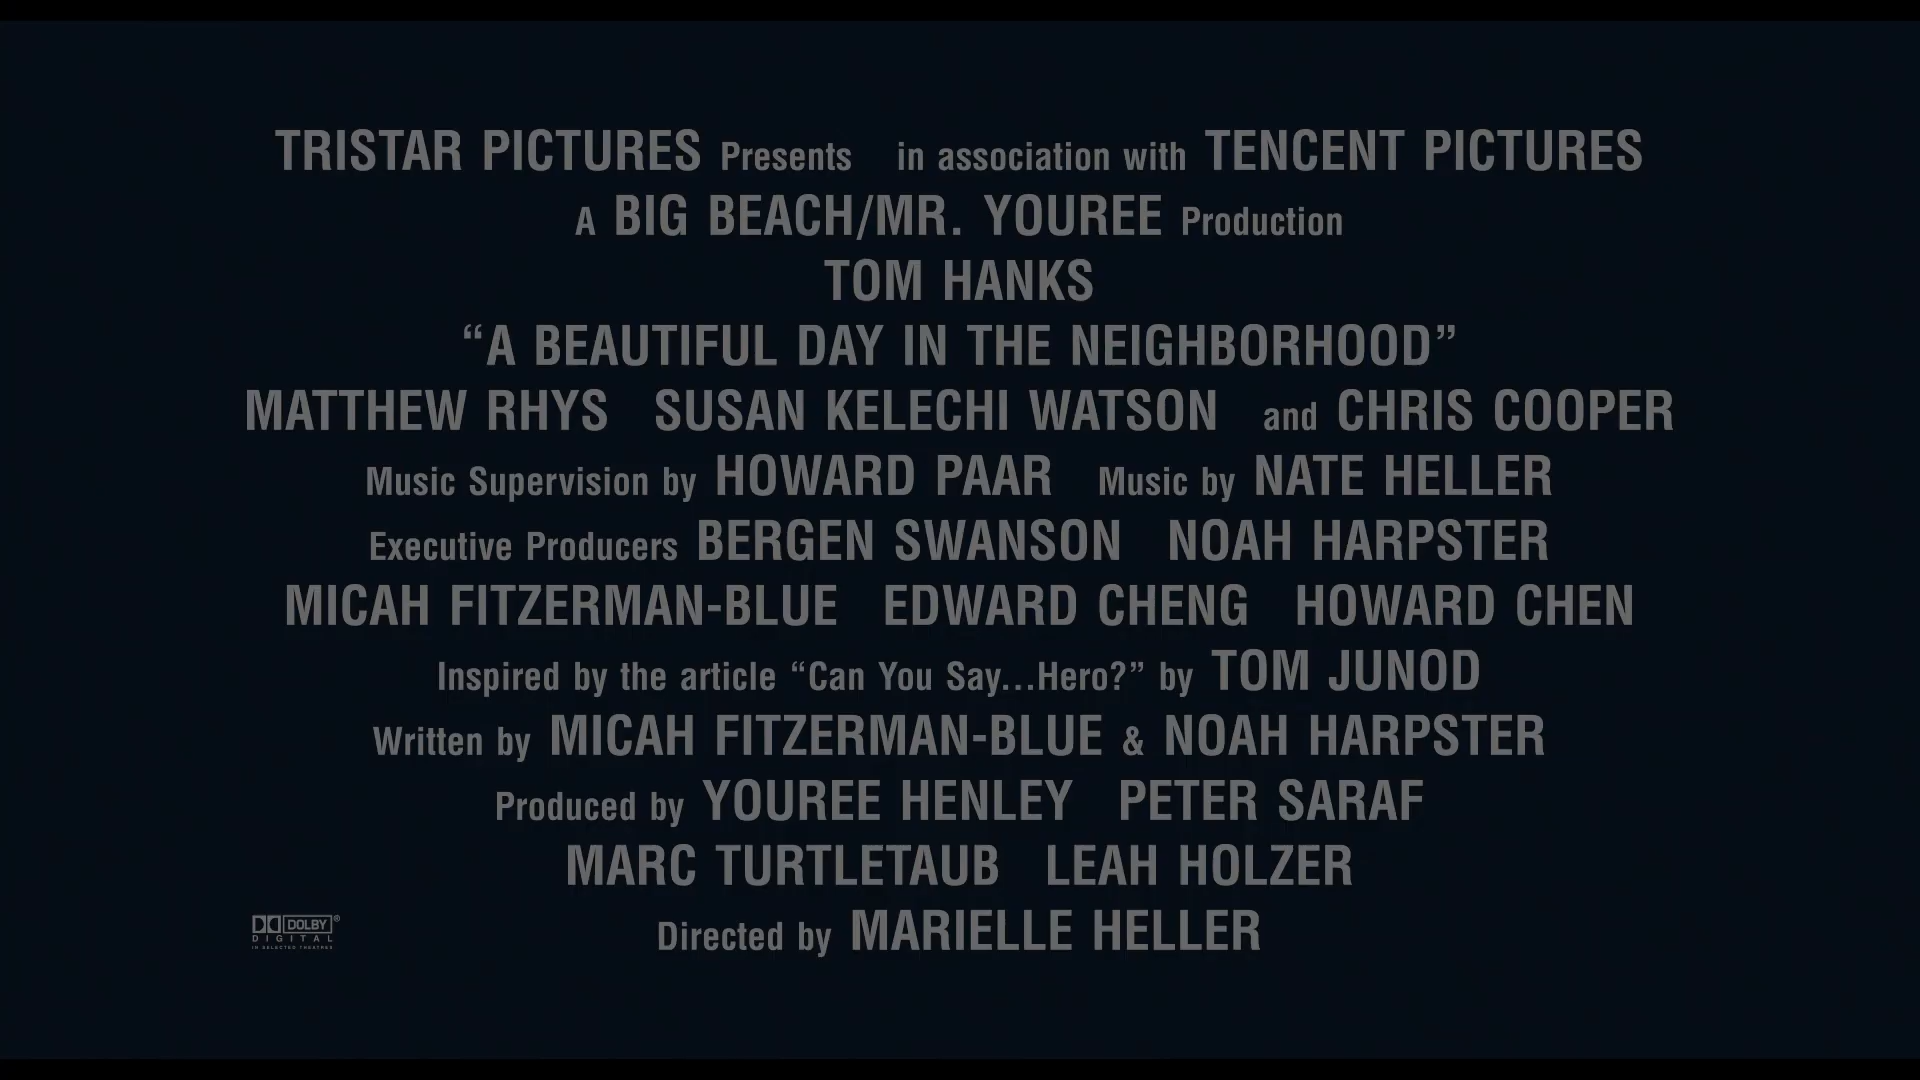 TRISTAR PICTURES Presents in association with TENCENT PICTURES
A BIG BEACH/MR. YOUREE Production
TOM HANKS
“A BEAUTIFUL DAY IN THE NEIGHBORHOOD”
MATTHEW RHYS SUSAN KELECHI WATSON and CHRIS COOPER
Music Supervision by HOWARD PAAR Music by NATE HELLER
Executive Producers BERGEN SWANSON NOAH HARPSTER
MICAH FITZERMAN-BLUE EDWARD CHENG HOWARD CHEN
Inspired by the article “Can You Say...Hero?” by TOM JUNOD
Written by MICAH FITZERMAN-BLUE & NOAH HARPSTER
Produced by YOUREE HENLEY PETER SARAF
MARC TURTLETAUB LEAH HOLZER
Directed by MARIELLE HELLER
DOLBY®
DIGITAL
IN SELECTED THEATRES